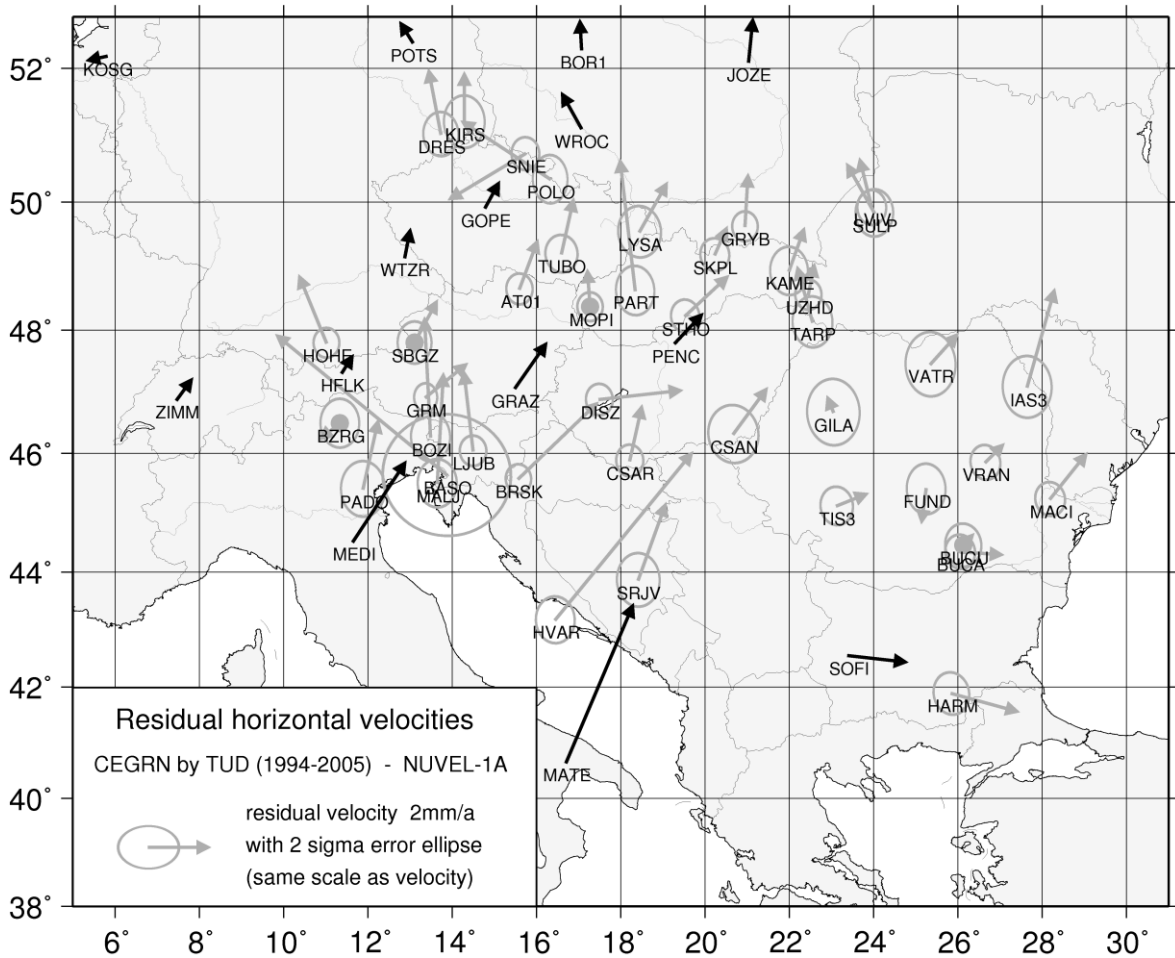 POTS
BOR1
KOSG
JOZE
52°
KIRS
DRES
WROC
SNIE
POLO
50°
GOPE
LVIV
SULP
LYSA
GRYB
WTZR
TUBO
SKPL
KAME
AT01
PART
UZHD
MOPI
STHO
TARP
48°
HOHE
SBGZ
PENC
HFLK
VATR
GRAZ
ZIMM
GRM
DISZ
IAS3
BZRG
GILA
46°
BOZI
LJUB
CSAN
CSAR
VRAN
BRSK
BASO
MALJ
PADO
FUND
MACI
TIS3
MEDI
BUCU
BUCA
44°
SRJV
HVAR
SOFI
42°
HARM
Residual horizontal velocities
CEGRN by TUD (1994-2005) - NUVEL-1A
MATE
40°
residual velocity 2mm/a
with 2 sigma error ellipse
(same scale as velocity)
38°
6° 8° 10° 12° 14° 16° 18° 20° 22° 24° 26° 28° 30°